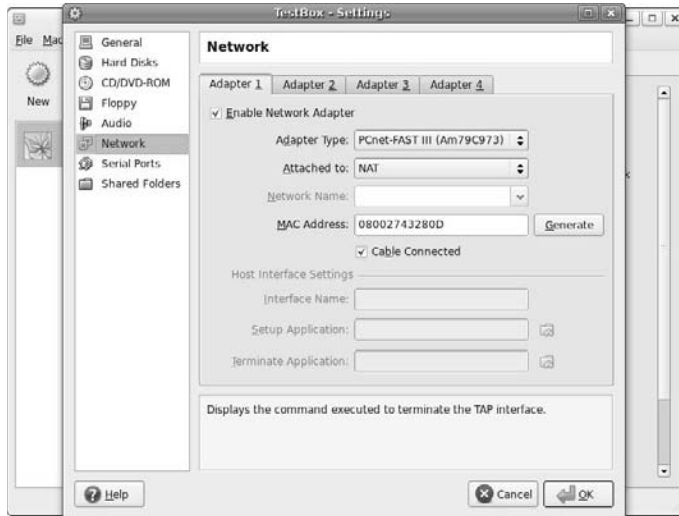 TestBox - Settings
File Mac
New
General
Hard Disks
CD/DVD-ROM
Floppy
Audio
Network
Serial Ports
Shared Folders
Network
Adapter 1 Adapter 2 Adapter 3 Adapter 4
Enable Network Adapter
Adapter Type: PCnet-FAST III (Am79C973)
Attached to: NAT
Network Name:
MAC Address: 08002743280D Generate
Cable Connected
Host Interface Settings
Interface Name:
Setup Application:
Terminate Application:
Displays the command executed to terminate the TAP interface.
Help Cancel OK